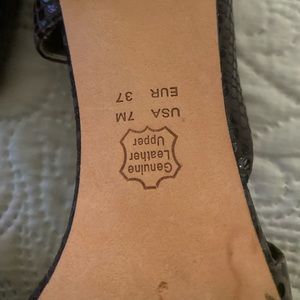 Genuine
Leather
Upper
USA 7M
EUR 37